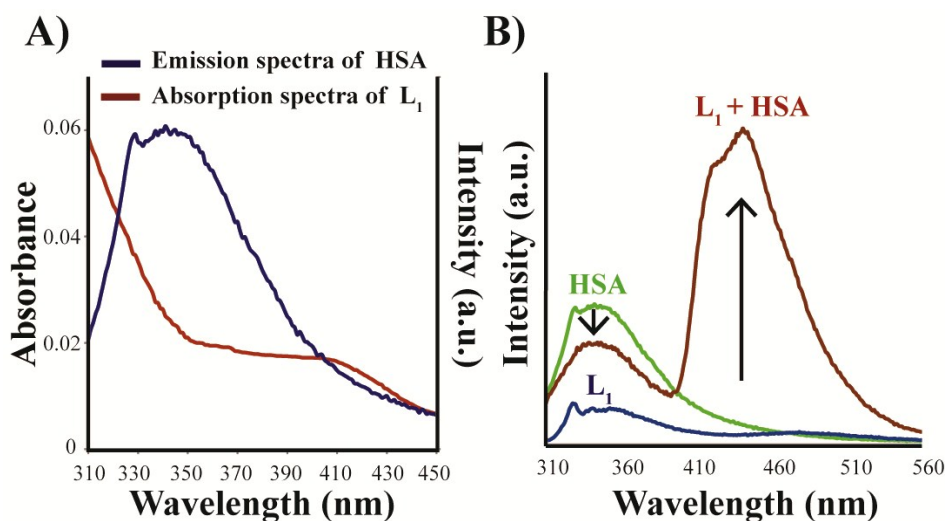 A)
Emission spectra of HSA
Absorption spectra of L₁
Absorbance
0.06
0.04
0.02
0
310 330 350 370 390 410 430 450
Wavelength (nm)
Intensity (a.u.)
B)
L₁ + HSA
HSA
L₁
Intensity (a.u.)
310 360 410 460 510 560
Wavelength (nm)